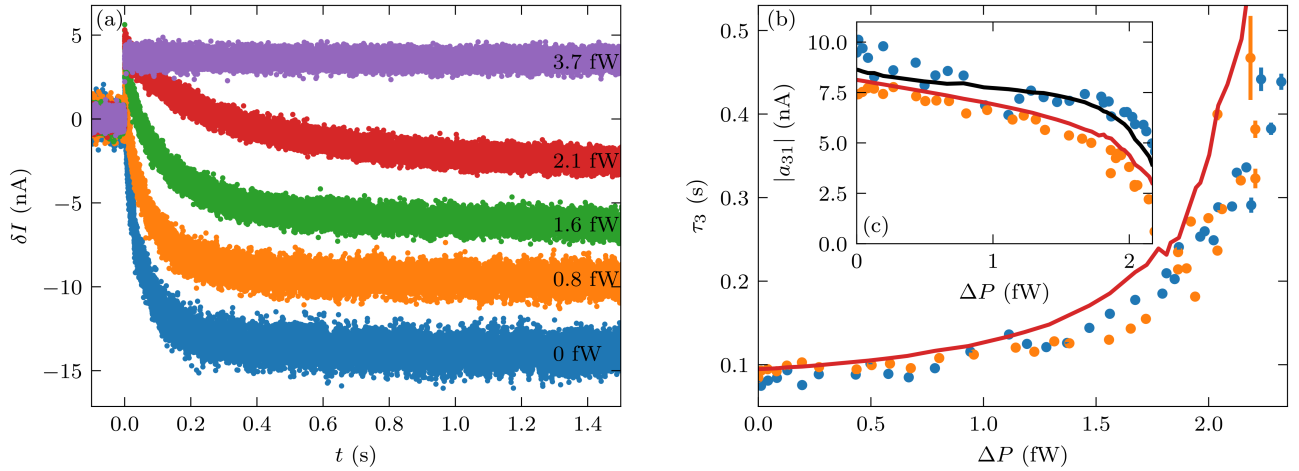 (a)
5
0
−5
−10
−15
δI (nA)
3.7 fW
2.1 fW
1.6 fW
0.8 fW
0 fW
0.0 0.2 0.4 0.6 0.8 1.0 1.2 1.4
t (s)
(b)
0.5
0.4
0.3
0.2
0.1
τ3 (s)
0.0 0.5 1.0 1.5 2.0
ΔP (fW)
10.0
7.5
5.0
2.5
0.0
|a31| (nA)
(c)
0 1 2
ΔP (fW)